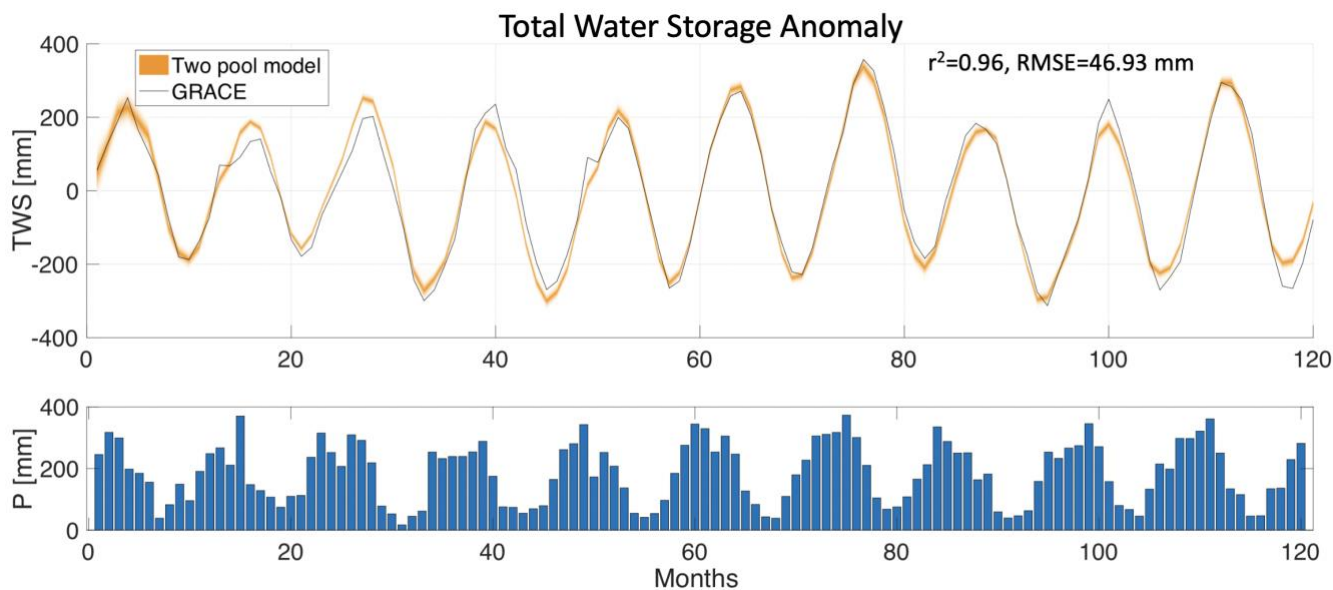 Total Water Storage Anomaly
400
200
0
-200
-400
TWS [mm]
Two pool model
GRACE
r²=0.96, RMSE=46.93 mm
0 20 40 60 80 100 120
400
200
0
P [mm]
0 20 40 60 80 100 120
Months